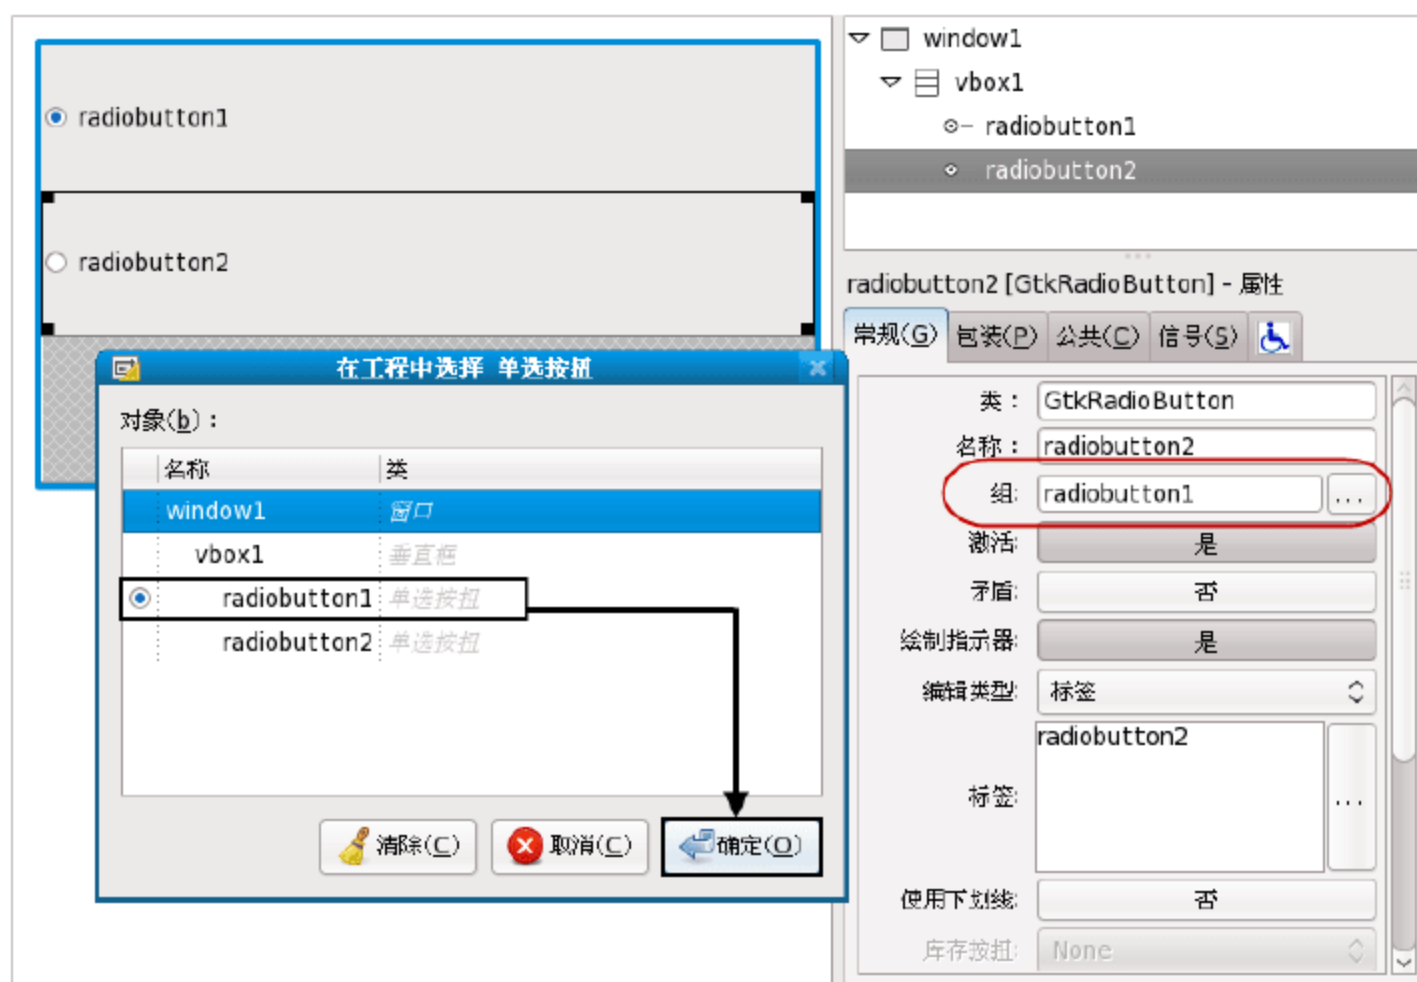 radiobutton1
radiobutton2
window1
vbox1
radiobutton1
radiobutton2
radiobutton2 [GtkRadioButton] - 属性
常规(G) 包装(P) 公共(C) 信号(S)
类： GtkRadioButton
名称： radiobutton2
组: radiobutton1 ...
激活: 是
矛盾: 否
绘制指示器: 是
编辑类型: 标签
标签: radiobutton2 ...
使用下划线: 否
库存按扭: None
在工程中选择 单选按扭
对象(b)：
名称 类
window1 窗口
vbox1 垂直框
radiobutton1 单选按扭
radiobutton2 单选按扭
清除(C) 取消(C) 确定(O)